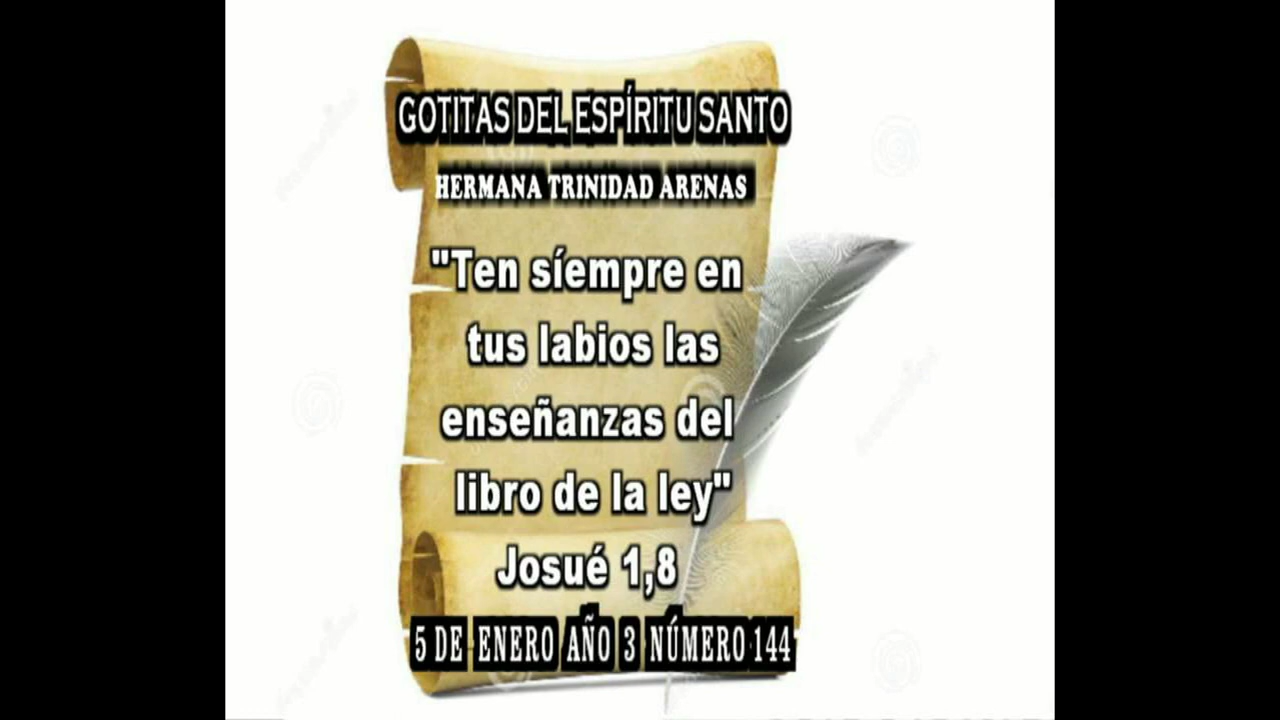 GOTITAS DEL ESPÍRITU SANTO
HERMANA TRINIDAD ARENAS
"Ten síempre en
tus labios las
enseñanzas del
libro de la ley"
Josué 1,8
5 DE ENERO AÑO 3 NÚMERO 144